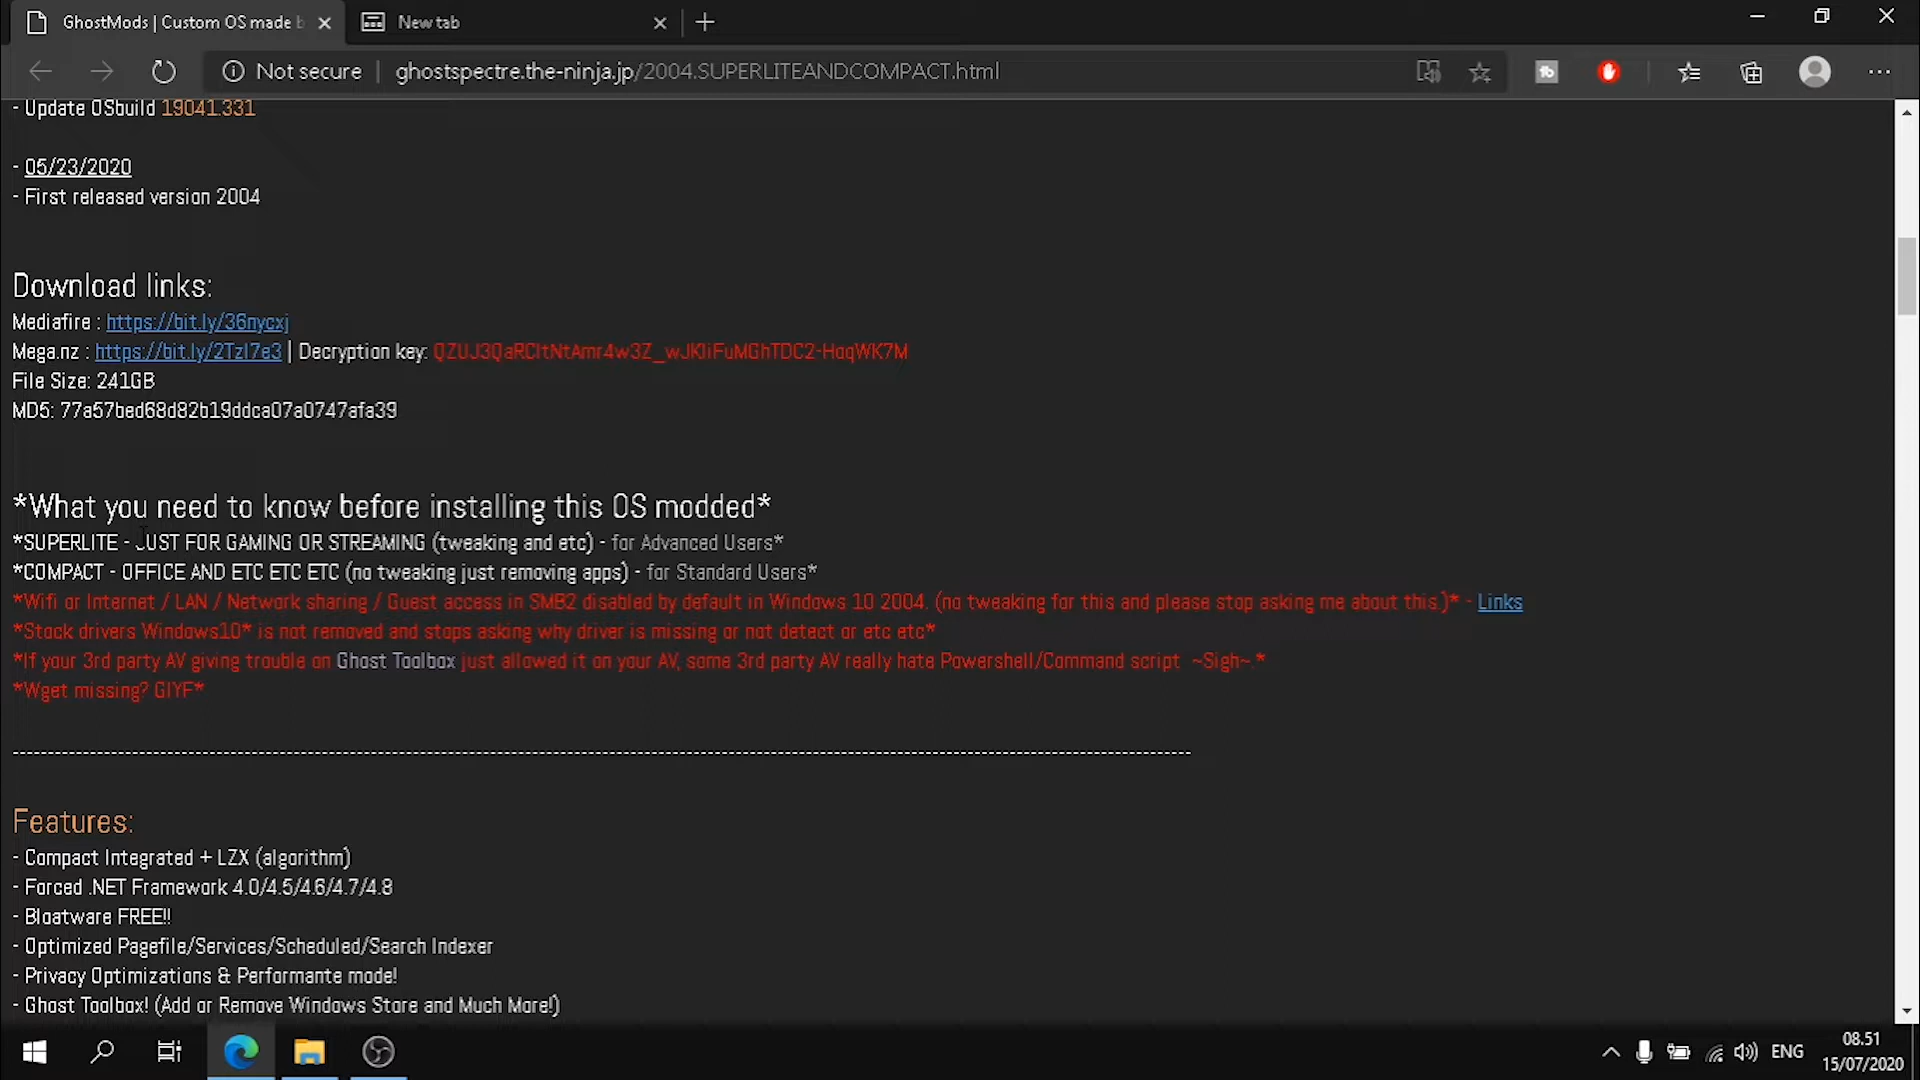 GhostMods | Custom OS made b
New tab
Not secure | ghostspectre.the-ninja.jp/2004.SUPERLITEANDCOMPACT.html
- Update OSbuild 19041.331
- 05/23/2020
- First released version 2004
Download links:
Mediafire : https://bit.ly/36nycxj
Mega.nz : https://bit.ly/2TzI7e3 | Decryption key:
File Size: 2.41GB
MD5: 77a57bed68d82b19ddca07a0747afa39
*What you need to know before installing this OS modded*
*SUPERLITE - JUST FOR GAMING OR STREAMING (tweaking and etc) - for Advanced Users*
*COMPACT - OFFICE AND ETC ETC ETC (no tweaking just removing apps) - for Standard Users*
*Wifi or Internet / LAN / Network sharing / Guest access in SMB2 disabled by default in Windows 10 2004. (no tweaking for this and please stop asking me about this.)* - Links
*Stock drivers Windows10* is not removed and stops asking why driver is missing or not detect or etc etc*
*If your 3rd party AV giving trouble on Ghost Toolbox just allowed it on your AV, some 3rd party AV really hate Powershell/Command script ~Sigh~.*
*Wget missing? GIYF*
Features:
- Compact Integrated + LZX (algorithm)
- Forced .NET Framework 4.0/4.5/4.6/4.7/4.8
- Bloatware FREE!!
- Optimized Pagefile/Services/Scheduled/Search Indexer
- Privacy Optimizations & Performante mode!
- Ghost Toolbox! (Add or Remove Windows Store and Much More!)
ENG
08.51
15/07/2020